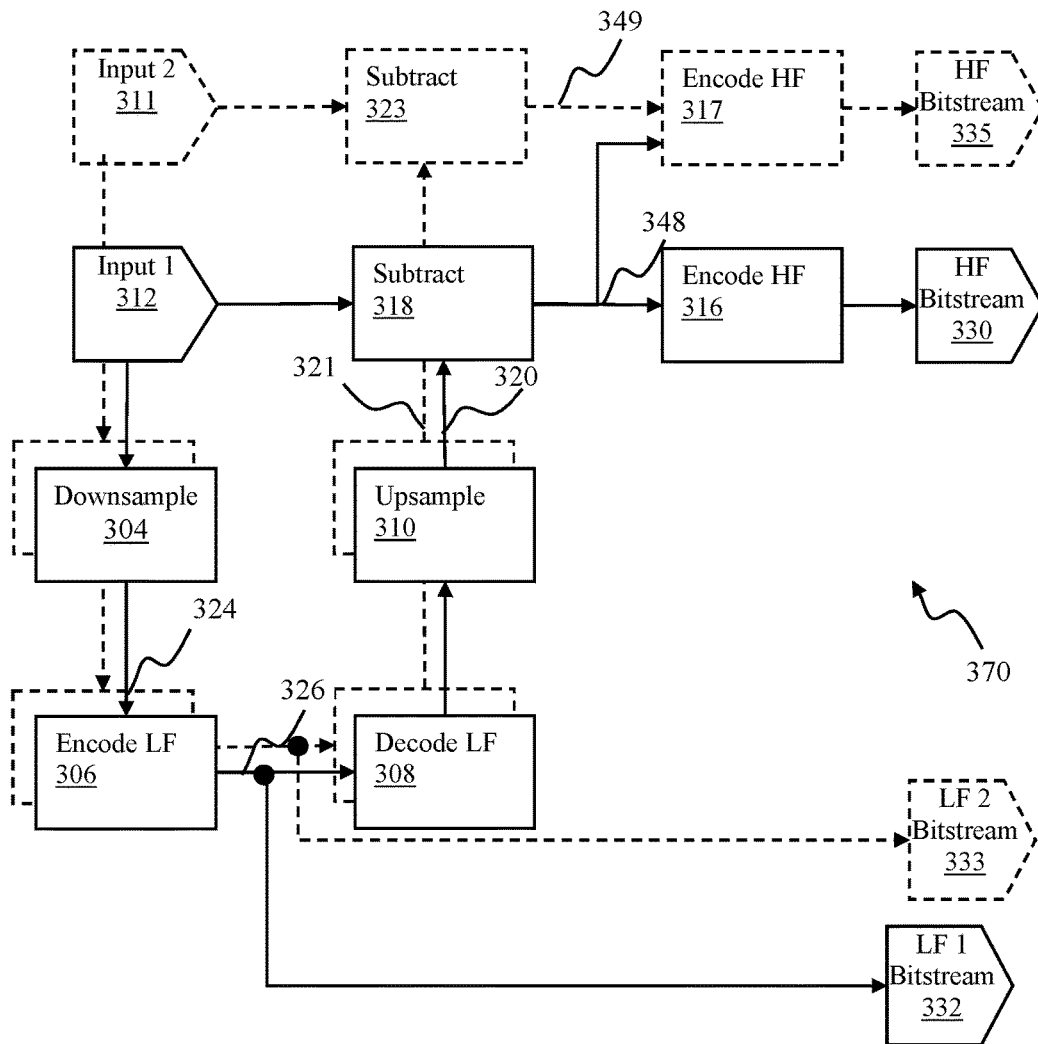 349
Input 2
311
Subtract
323
Encode HF
317
HF
Bitstream
335
348
Input 1
312
Subtract
318
Encode HF
316
HF
Bitstream
330
321
320
Downsample
304
Upsample
310
324
370
326
Encode LF
306
Decode LF
308
LF 2
Bitstream
333
LF 1
Bitstream
332